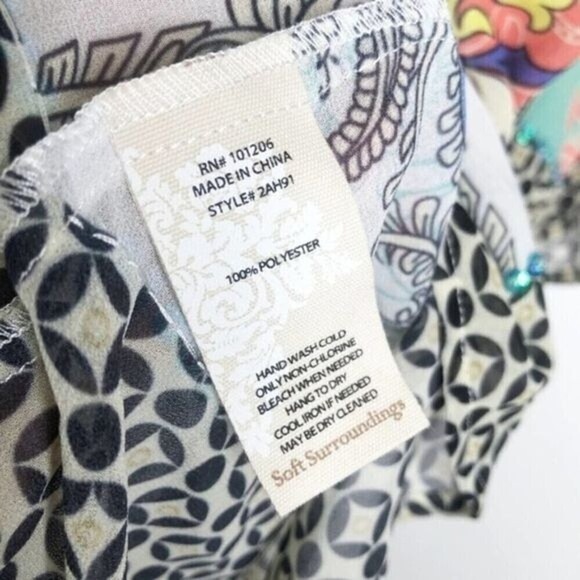 RN# 101206
MADE IN CHINA
STYLE# 2AH91
100% POLYESTER
HAND WASH COLD
ONLY NON-CHLORINE
BLEACH WHEN NEEDED
HANG TO DRY
COOL IRON IF NEEDED
MAY BE DRY CLEANED
Soft Surroundings